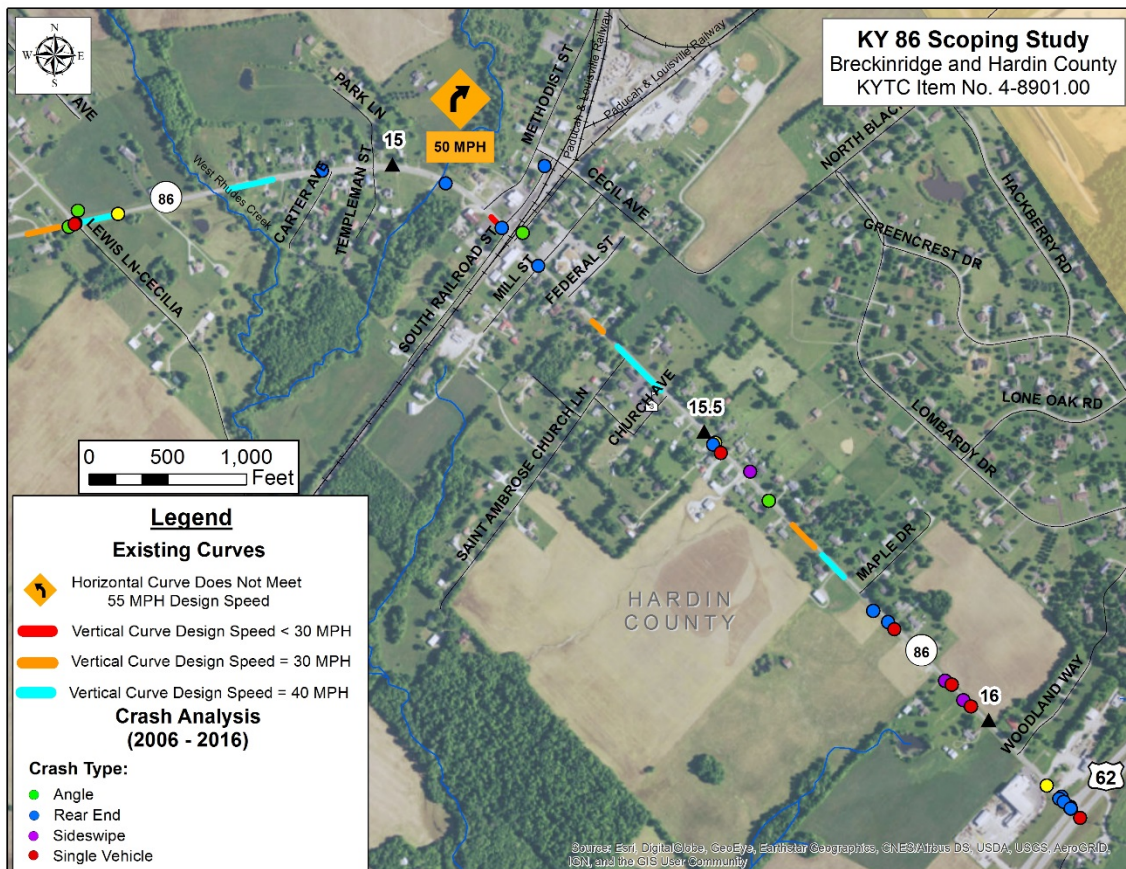 N
W
E
S
KY 86 Scoping Study
Breckinridge and Hardin County
KYTC Item No. 4-8901.00
AVE
PARK LN
50 MPH
METHODIST ST
Paducah & Louisville Railway
Paducah & Louisville Railway
15
West Rhodes Creek
86
CARTER AVE
TEMPLEMAN ST
LEWIS LN-CECILIA
CECIL AVE
NORTH BLAC
HACKBERRY RD
GREENCREST DR
SOUTH RAILROAD ST
MILL ST
FEDERAL ST
LONE OAK RD
LOMBARDY DR
CHURCH AVE
SAINT AMBROSE CHURCH LN
15.5
MAPLE DR
HARDIN
COUNTY
86
16
WOODLAND WAY
62
0 500 1,000
Feet
Legend
Existing Curves
Horizontal Curve Does Not Meet
55 MPH Design Speed
Vertical Curve Design Speed < 30 MPH
Vertical Curve Design Speed = 30 MPH
Vertical Curve Design Speed = 40 MPH
Crash Analysis
(2006 - 2016)
Crash Type:
Angle
Rear End
Sideswipe
Single Vehicle
Source: Esri, DigitalGlobe, GeoEye, Earthstar Geographics, CNES/Airbus DS, USDA, USGS, AeroGRID,
IGN, and the GIS User Community